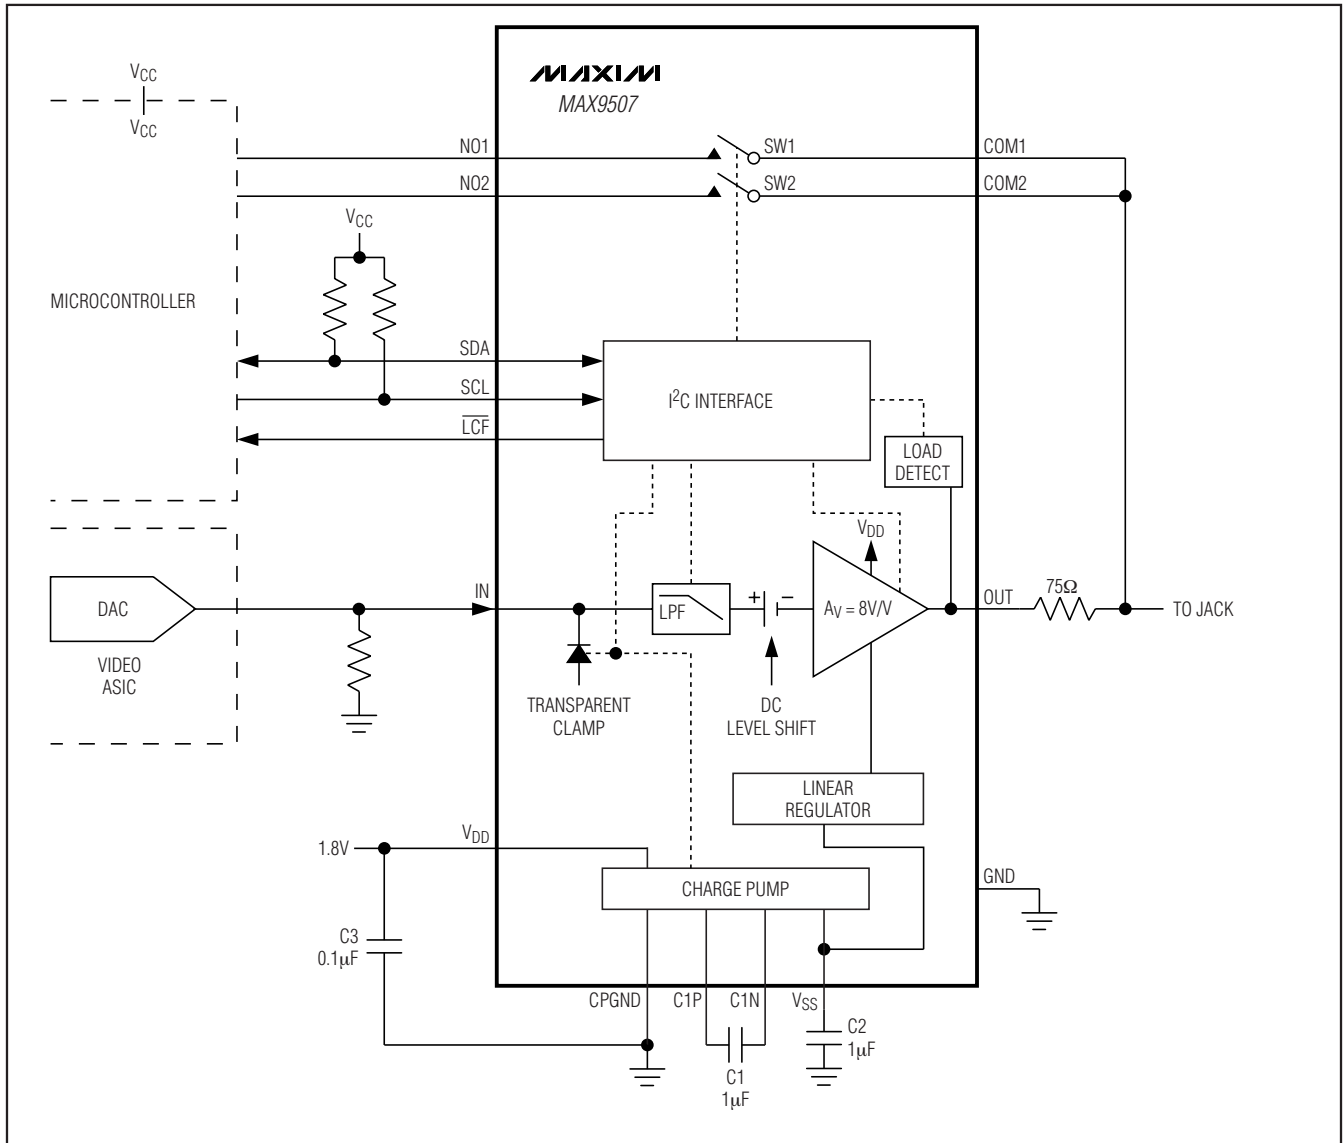 MAXIM
MAX9507
VCC
VCC
NO1
SW1
COM1
NO2
SW2
COM2
VCC
MICROCONTROLLER
SDA
SCL
LCF
I2C INTERFACE
LOAD
DETECT
VDD
DAC
VIDEO
ASIC
IN
LPF
+
−
AV = 8V/V
OUT
75Ω
TO JACK
TRANSPARENT
CLAMP
DC
LEVEL SHIFT
LINEAR
REGULATOR
1.8V
VDD
CHARGE PUMP
GND
C3
0.1µF
CPGND
C1P
C1N
VSS
C1
1µF
C2
1µF